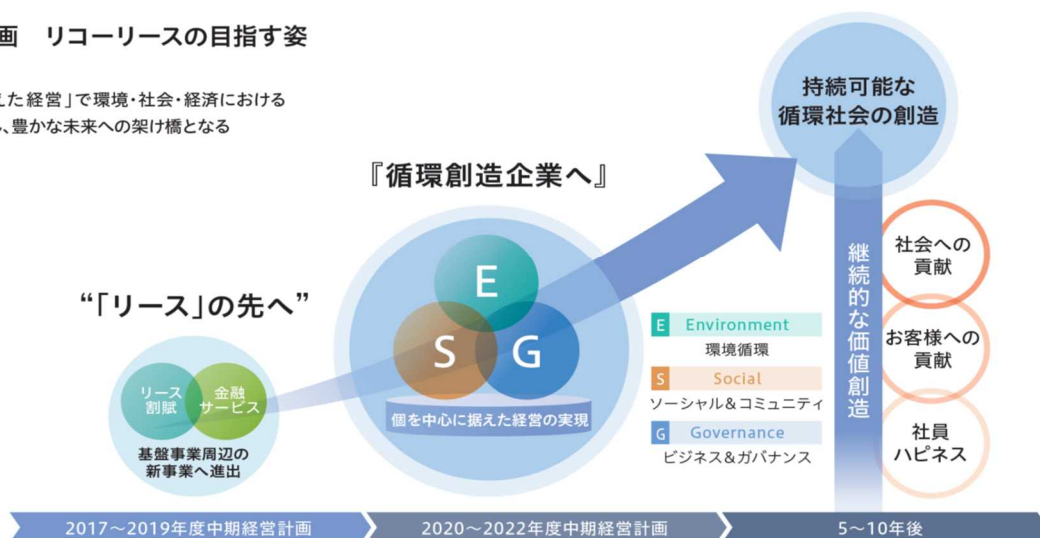 画 リコーリースの目指す姿
えた経営」で環境・社会・経済における
し、豊かな未来への架け橋となる
持続可能な
循環社会の創造
『循環創造企業へ』
“「リース」の先へ”
リース
割賦
金融
サービス
基盤事業周辺の
新事業へ進出
E
S
G
個を中心に据えた経営の実現
E Environment
環境循環
S Social
ソーシャル&コミュニティ
G Governance
ビジネス&ガバナンス
継続的な価値創造
社会への
貢献
お客様への
貢献
社員
ハピネス
2017～2019年度中期経営計画
2020～2022年度中期経営計画
5～10年後